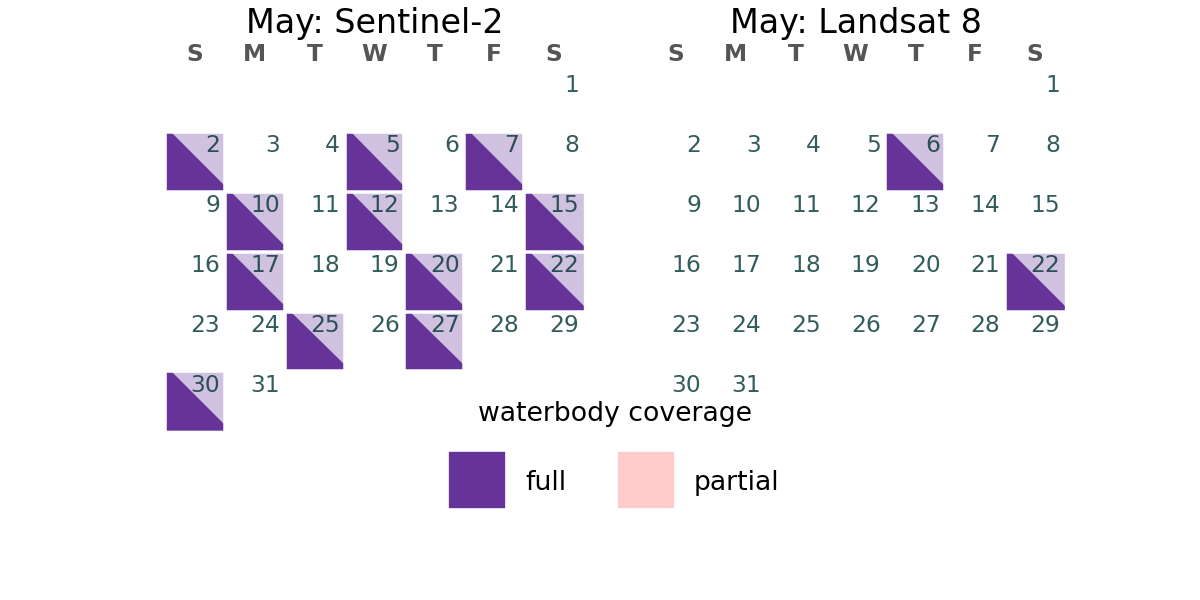 May: Sentinel-2
S M T W T F S
1
2 3 4 5 6 7 8
9 10 11 12 13 14 15
16 17 18 19 20 21 22
23 24 25 26 27 28 29
30 31
May: Landsat 8
S M T W T F S
1
2 3 4 5 6 7 8
9 10 11 12 13 14 15
16 17 18 19 20 21 22
23 24 25 26 27 28 29
30 31
waterbody coverage
full partial